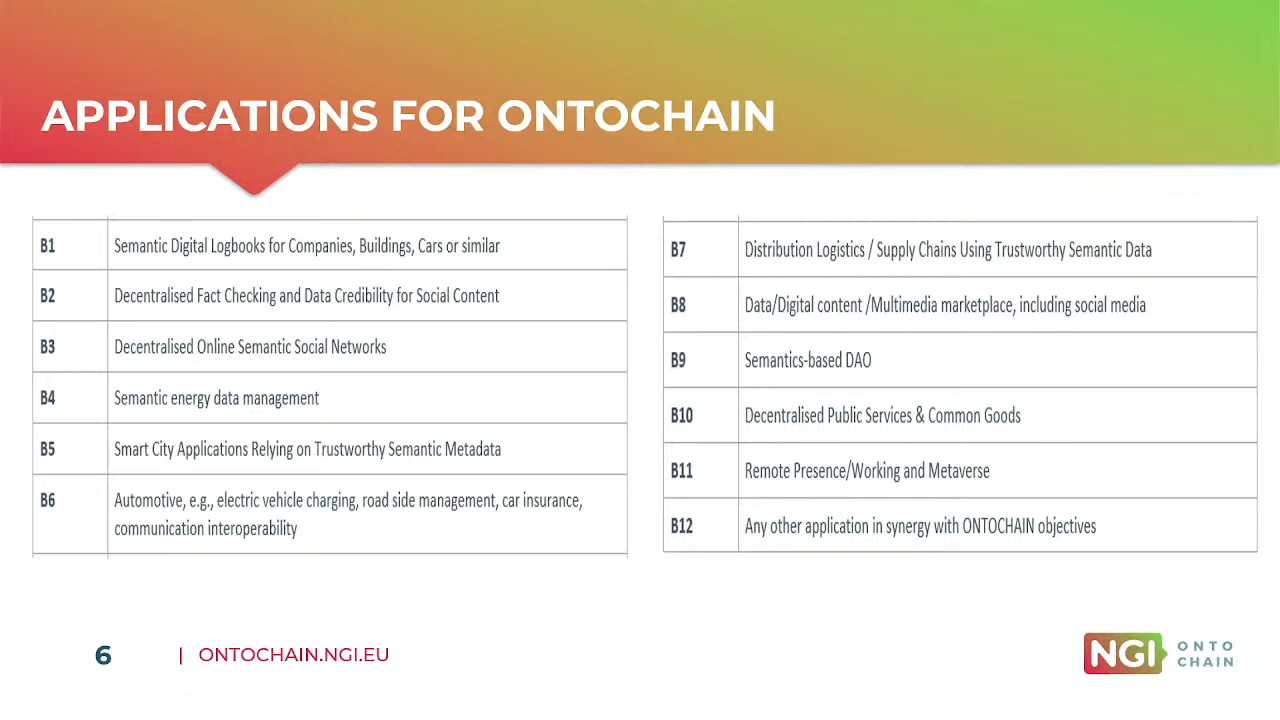 APPLICATIONS FOR ONTOCHAIN
B1 Semantic Digital Logbooks for Companies, Buildings, Cars or similar
B2 Decentralised Fact Checking and Data Credibility for Social Content
B3 Decentralised Online Semantic Social Networks
B4 Semantic energy data management
B5 Smart City Applications Relying on Trustworthy Semantic Metadata
B6 Automotive, e.g., electric vehicle charging, road side management, car insurance,
communication interoperability
B7 Distribution Logistics / Supply Chains Using Trustworthy Semantic Data
B8 Data/Digital content /Multimedia marketplace, including social media
B9 Semantics-based DAO
B10 Decentralised Public Services & Common Goods
B11 Remote Presence/Working and Metaverse
B12 Any other application in synergy with ONTOCHAIN objectives
6 | ONTOCHAIN.NGI.EU
NGI
ONTO
CHAIN